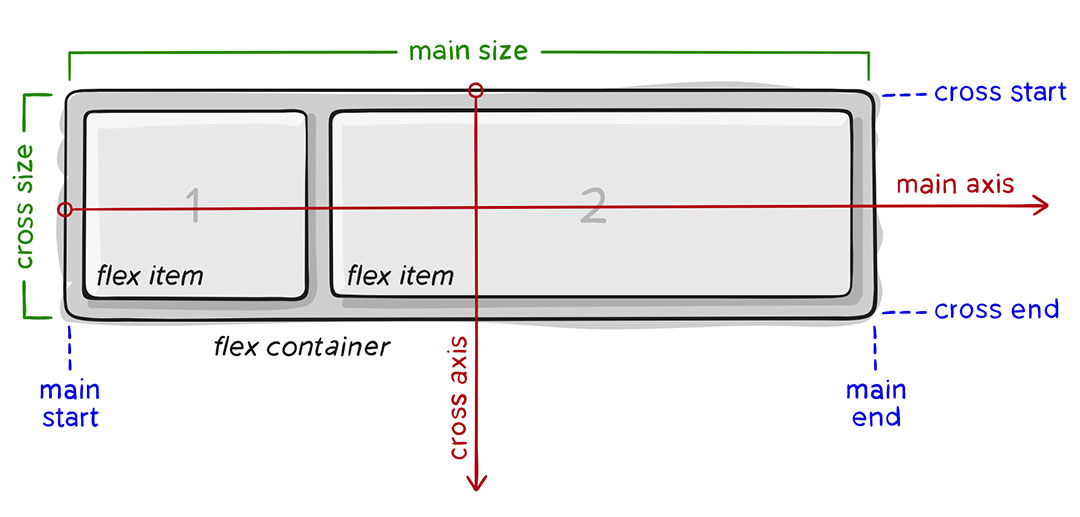 main size
cross start
cross size
main axis
1
2
flex item
flex item
cross end
flex container
cross axis
main
start
main
end